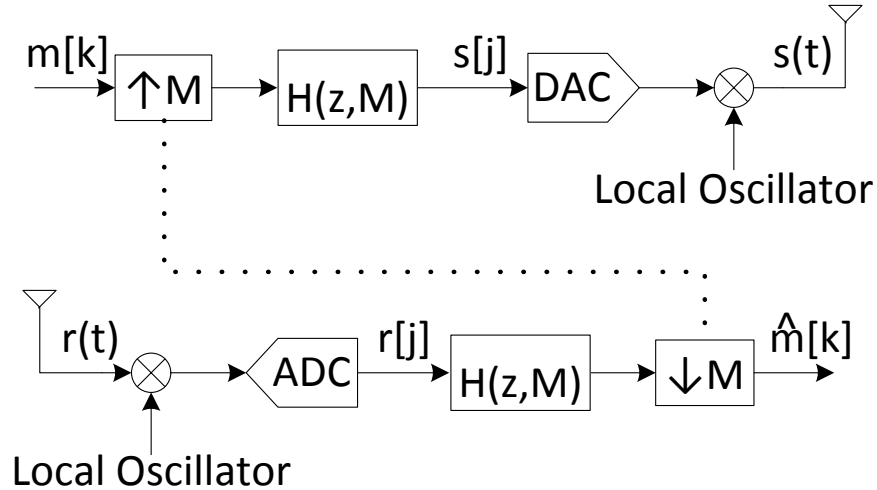 m[k]
↑M
H(z,M)
s[j]
DAC
s(t)
Local Oscillator
r(t)
ADC
r[j]
H(z,M)
↓M
m̂[k]
Local Oscillator